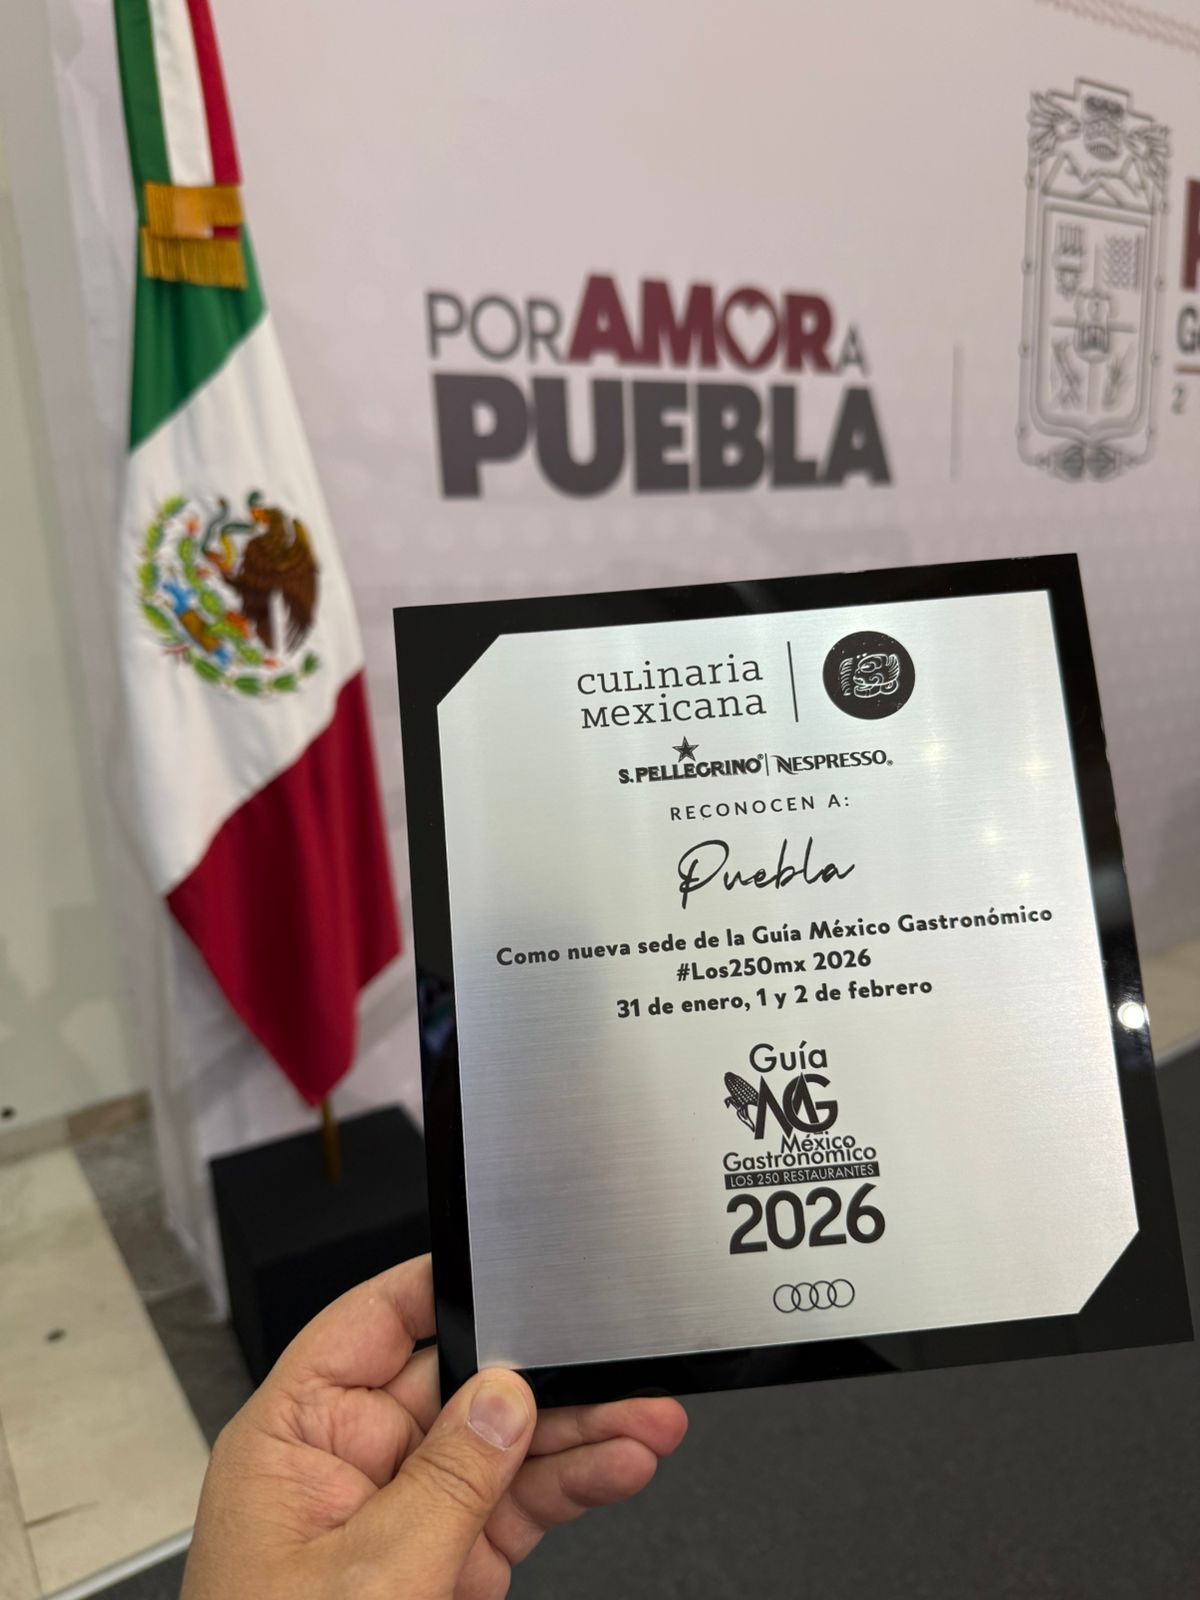 POR AMOR A
PUEBLA
culinaria
mexicana
S.PELLEGRINO | NESPRESSO.
RECONOCEN A:
Puebla
Como nueva sede de la Guía México Gastronómico
#Los250mx 2026
31 de enero, 1 y 2 de febrero
Guía
MG
México
Gastronómico
LOS 250 RESTAURANTES
2026